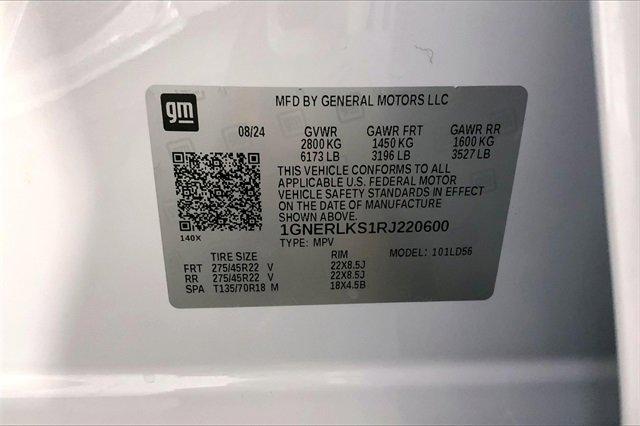 gm
MFD BY GENERAL MOTORS LLC
08/24 GVWR GAWR FRT GAWR RR
2800 KG 1450 KG 1600 KG
6173 LB 3196 LB 3527 LB
THIS VEHICLE CONFORMS TO ALL
APPLICABLE U.S. FEDERAL MOTOR
VEHICLE SAFETY STANDARDS IN EFFECT
ON THE DATE OF MANUFACTURE
SHOWN ABOVE.
1GNERLKS1RJ220600
140X TYPE: MPV MODEL: 101LD56
TIRE SIZE RIM
FRT 275/45R22 V 22X8.5J
RR 275/45R22 V 22X8.5J
SPA T135/70R18 M 18X4.5B